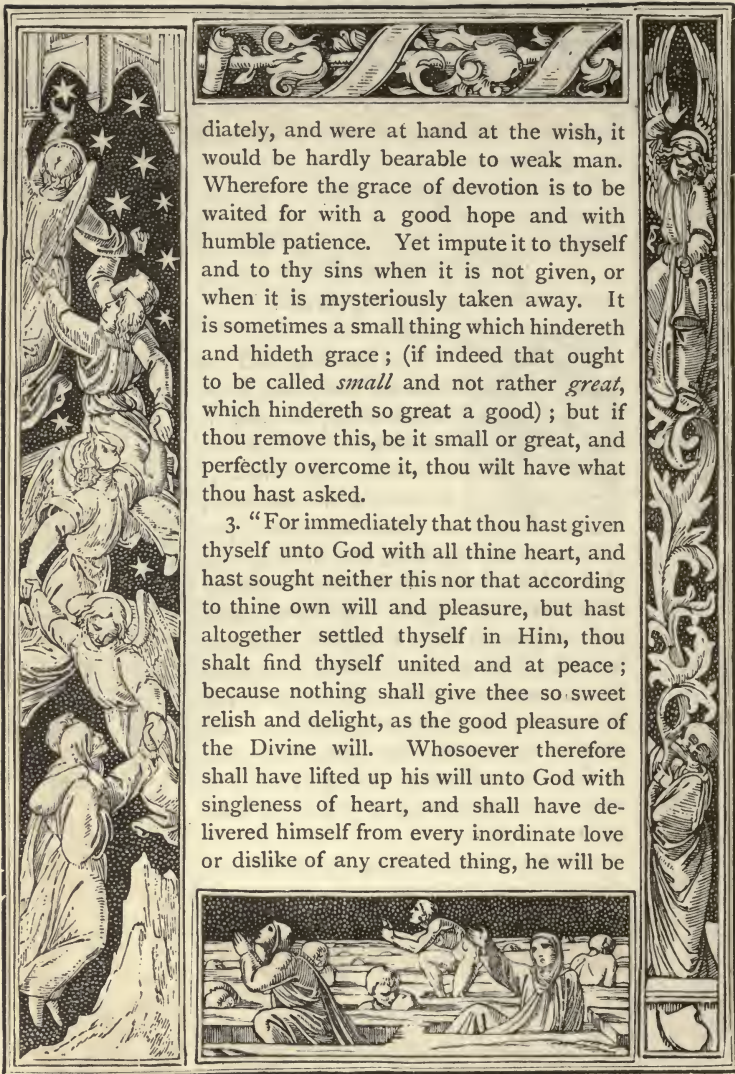 diately, and were at hand at the wish, it
would be hardly bearable to weak man.
Wherefore the grace of devotion is to be
waited for with a good hope and with
humble patience. Yet impute it to thyself
and to thy sins when it is not given, or
when it is mysteriously taken away. It
is sometimes a small thing which hindereth
and hideth grace ; (if indeed that ought
to be called small and not rather great,
which hindereth so great a good) ; but if
thou remove this, be it small or great, and
perfectly overcome it, thou wilt have what
thou hast asked.
3. “For immediately that thou hast given
thyself unto God with all thine heart, and
hast sought neither this nor that according
to thine own will and pleasure, but hast
altogether settled thyself in Him, thou
shalt find thyself united and at peace ;
because nothing shall give thee so sweet
relish and delight, as the good pleasure of
the Divine will. Whosoever therefore
shall have lifted up his will unto God with
singleness of heart, and shall have de-
livered himself from every inordinate love
or dislike of any created thing, he will be